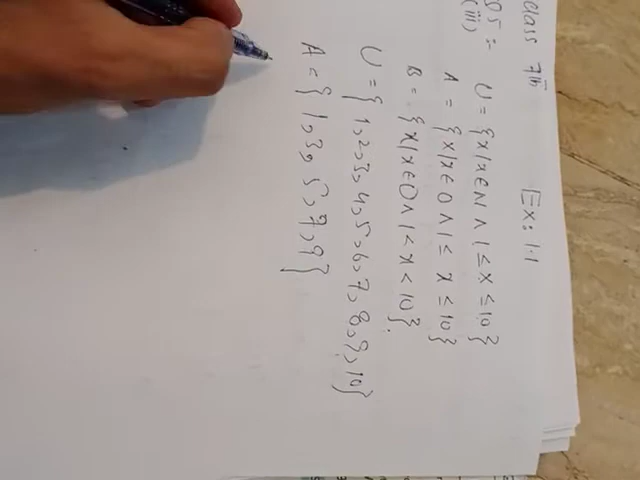 Class 7th
Ex: 1.1
Q5 =
(iii)
U = {x|x∈N ∧ 1 ≤ x ≤ 10}
A = {x|x∈O ∧ 1 ≤ x ≤ 10}
B = {x|x∈O ∧ 1 < x < 10}
U = {1,2,3,4,5,6,7,8,9,10}
A = {1,3,5,7,9}